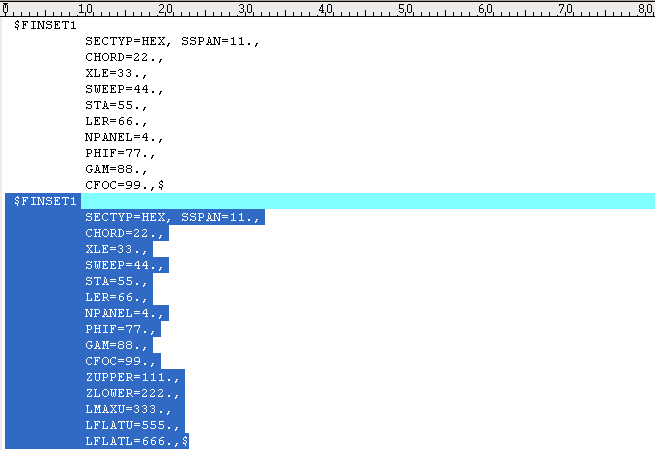 0 10 20 30 40 50 60 70 80
$FINSET1
SECTYP=HEX, SSPAN=11.,
CHORD=22.,
XLE=33.,
SWEEP=44.,
STA=55.,
LER=66.,
NPANEL=4.,
PHIF=77.,
GAM=88.,
CFOC=99.,$
$FINSET1
SECTYP=HEX, SSPAN=11.,
CHORD=22.,
XLE=33.,
SWEEP=44.,
STA=55.,
LER=66.,
NPANEL=4.,
PHIF=77.,
GAM=88.,
CFOC=99.,
ZUPPER=111.,
ZLOWER=222.,
LMAXU=333.,
LFLATU=555.,
LFLATL=666.,$